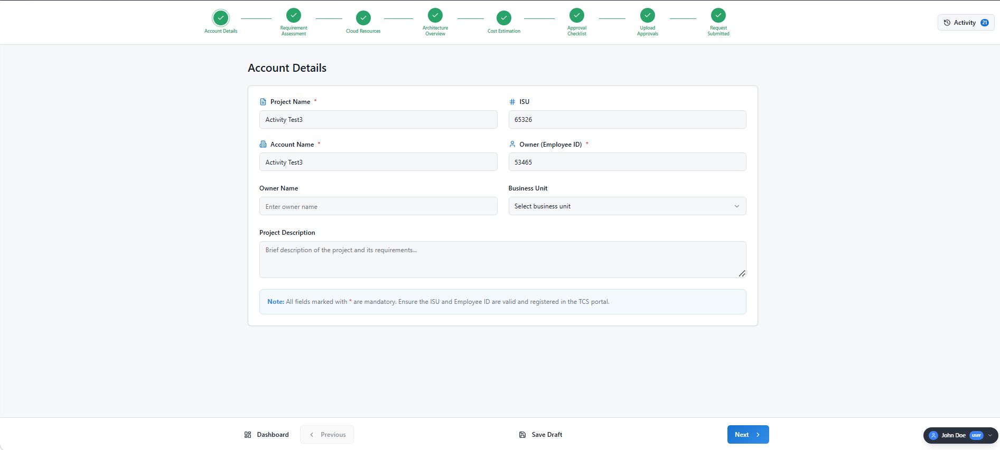 Account Details
Requirement
Assessment
Cloud Resources
Architecture
Overview
Cost Estimation
Approval
Checklist
Upload
Approvals
Request
Submitted
Activity 21
Account Details
Project Name *
Activity Test3
# ISU
65326
Account Name *
Activity Test3
Owner (Employee ID) *
53465
Owner Name
Enter owner name
Business Unit
Select business unit
Project Description
Brief description of the project and its requirements...
Note: All fields marked with * are mandatory. Ensure the ISU and Employee ID are valid and registered in the TCS portal.
Dashboard
Previous
Save Draft
Next
John Doe user